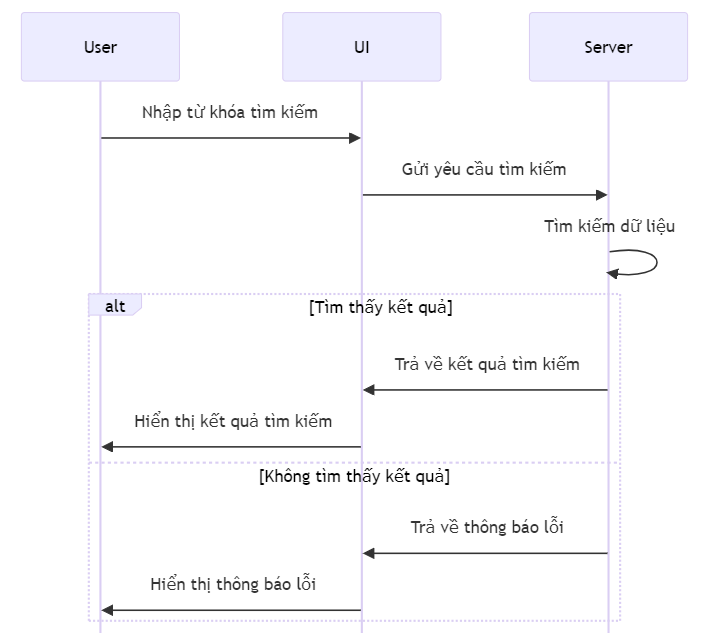 User
UI
Server
Nhập từ khóa tìm kiếm
Gửi yêu cầu tìm kiếm
Tìm kiếm dữ liệu
alt
[Tìm thấy kết quả]
Trả về kết quả tìm kiếm
Hiển thị kết quả tìm kiếm
[Không tìm thấy kết quả]
Trả về thông báo lỗi
Hiển thị thông báo lỗi